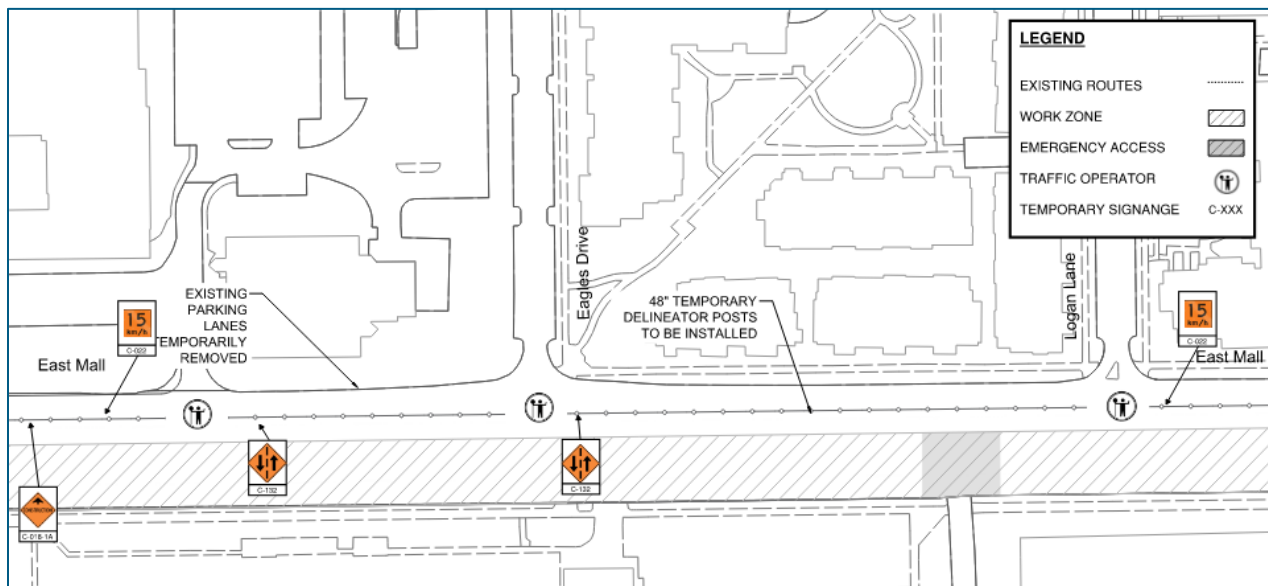 LEGEND
EXISTING ROUTES
WORK ZONE
EMERGENCY ACCESS
TRAFFIC OPERATOR
TEMPORARY SIGNANGE C-XXX
Eagles Drive
Logan Lane
EXISTING
PARKING
LANES
TEMPORARILY
REMOVED
48" TEMPORARY
DELINEATOR POSTS
TO BE INSTALLED
15
km/h
C-022
East Mall
15
km/h
C-022
East Mall
C-132
C-132
CONSTRUCTION
C-018-1A